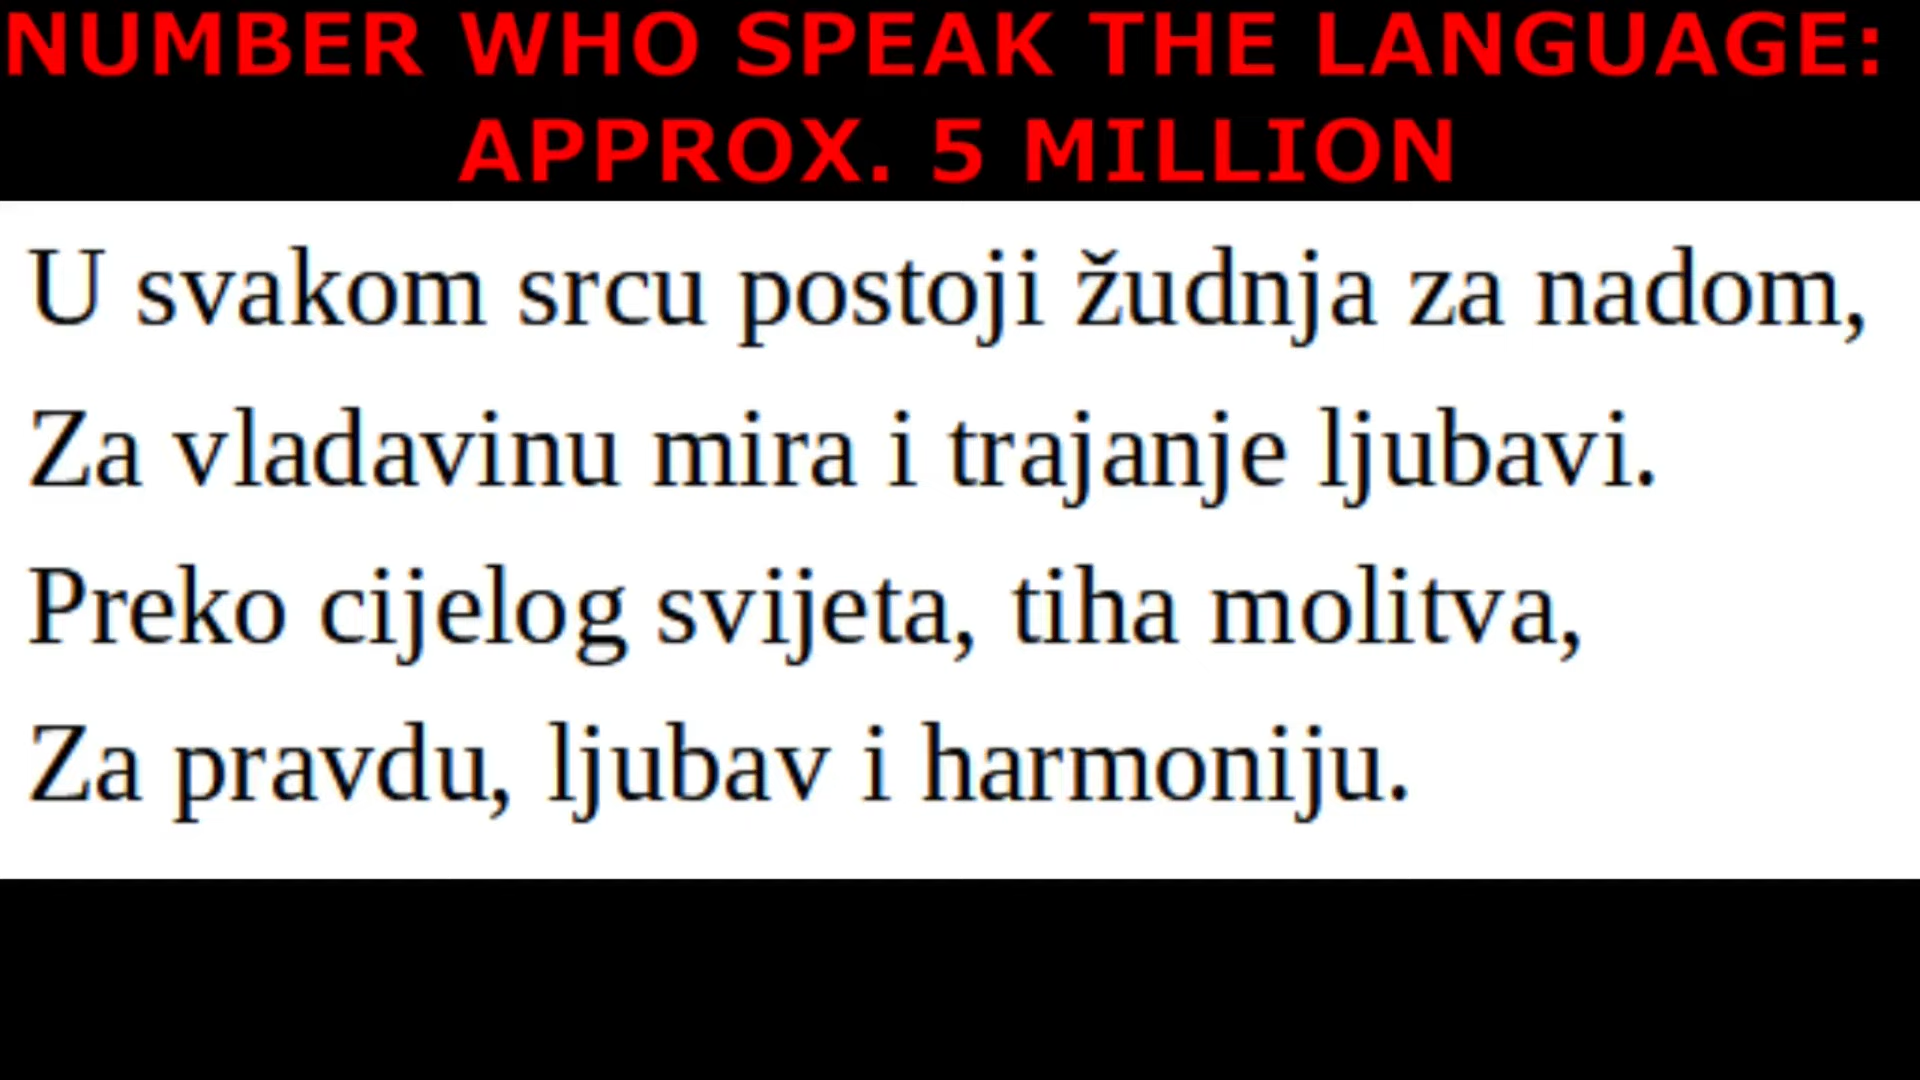 NUMBER WHO SPEAK THE LANGUAGE:
APPROX. 5 MILLION
U svakom srcu postoji žudnja za nadom,
Za vladavinu mira i trajanje ljubavi.
Preko cijelog svijeta, tiha molitva,
Za pravdu, ljubav i harmoniju.